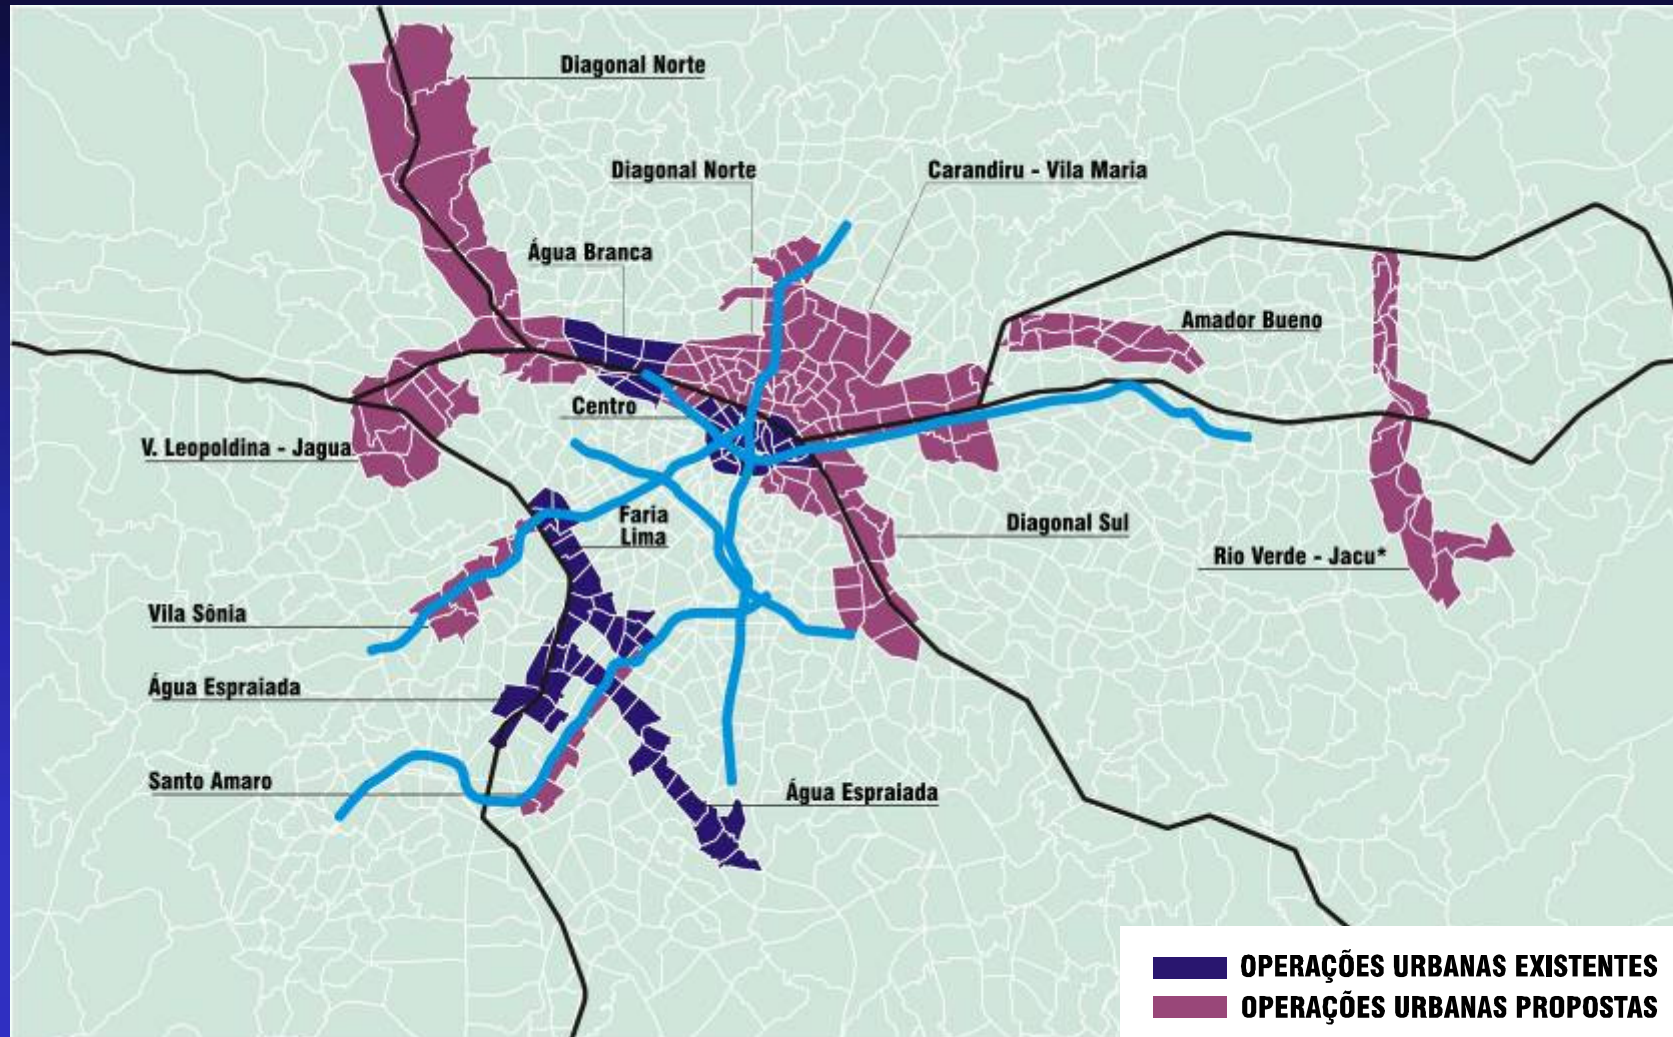 Diagonal Norte
Diagonal Norte
Carandiru - Vila Maria
Água Branca
Amador Bueno
Centro
V. Leopoldina - Jagua
Faria
Lima
Diagonal Sul
Rio Verde - Jacu*
Vila Sônia
Água Espraiada
Santo Amaro
Água Espraiada
OPERAÇÕES URBANAS EXISTENTES
OPERAÇÕES URBANAS PROPOSTAS